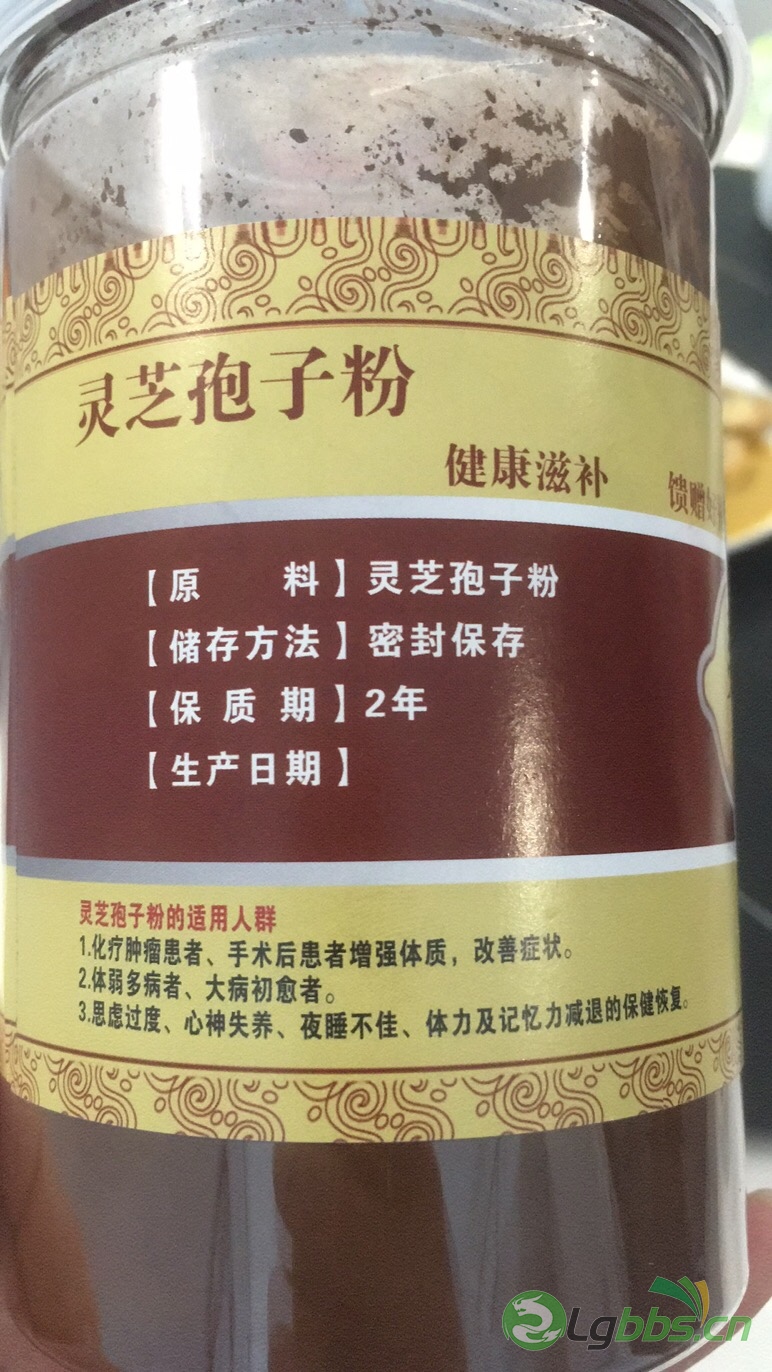 灵芝孢子粉
健康滋补
馈赠
【原 料】灵芝孢子粉
【储存方法】密封保存
【保质期】2年
【生产日期】
灵芝孢子粉的适用人群
1.化疗肿瘤患者、手术后患者增强体质，改善症状。
2.体弱多病者、大病初愈者。
3.思虑过度、心神失养、夜睡不佳、体力及记忆力减退的保健恢复。
Lgbbs.cn